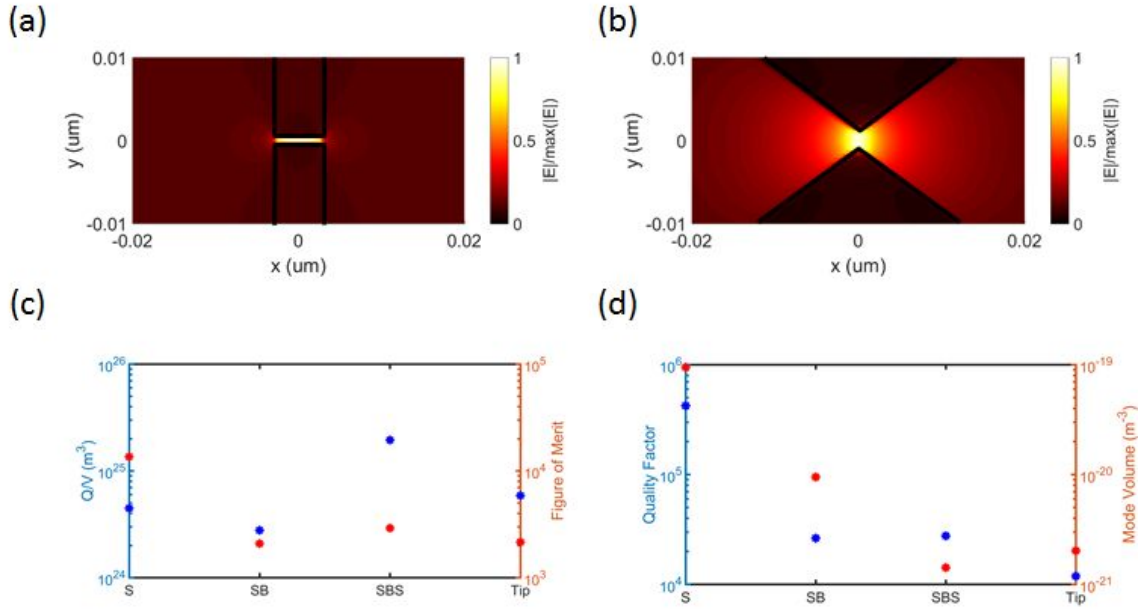 (a)
(b)
0.01
0
-0.01
y (um)
-0.02
0
0.02
x (um)
1
0.5
0
|E|/max(|E|)
0.01
0
-0.01
y (um)
-0.02
0
0.02
x (um)
1
0.5
0
|E|/max(|E|)
(c)
(d)
10^26
10^25
10^24
Q/V (m^3)
10^5
10^4
10^3
Figure of Merit
S
SB
SBS
Tip
10^6
10^5
10^4
Quality Factor
10^-19
10^-20
10^-21
Mode Volume (m^-3)
S
SB
SBS
Tip